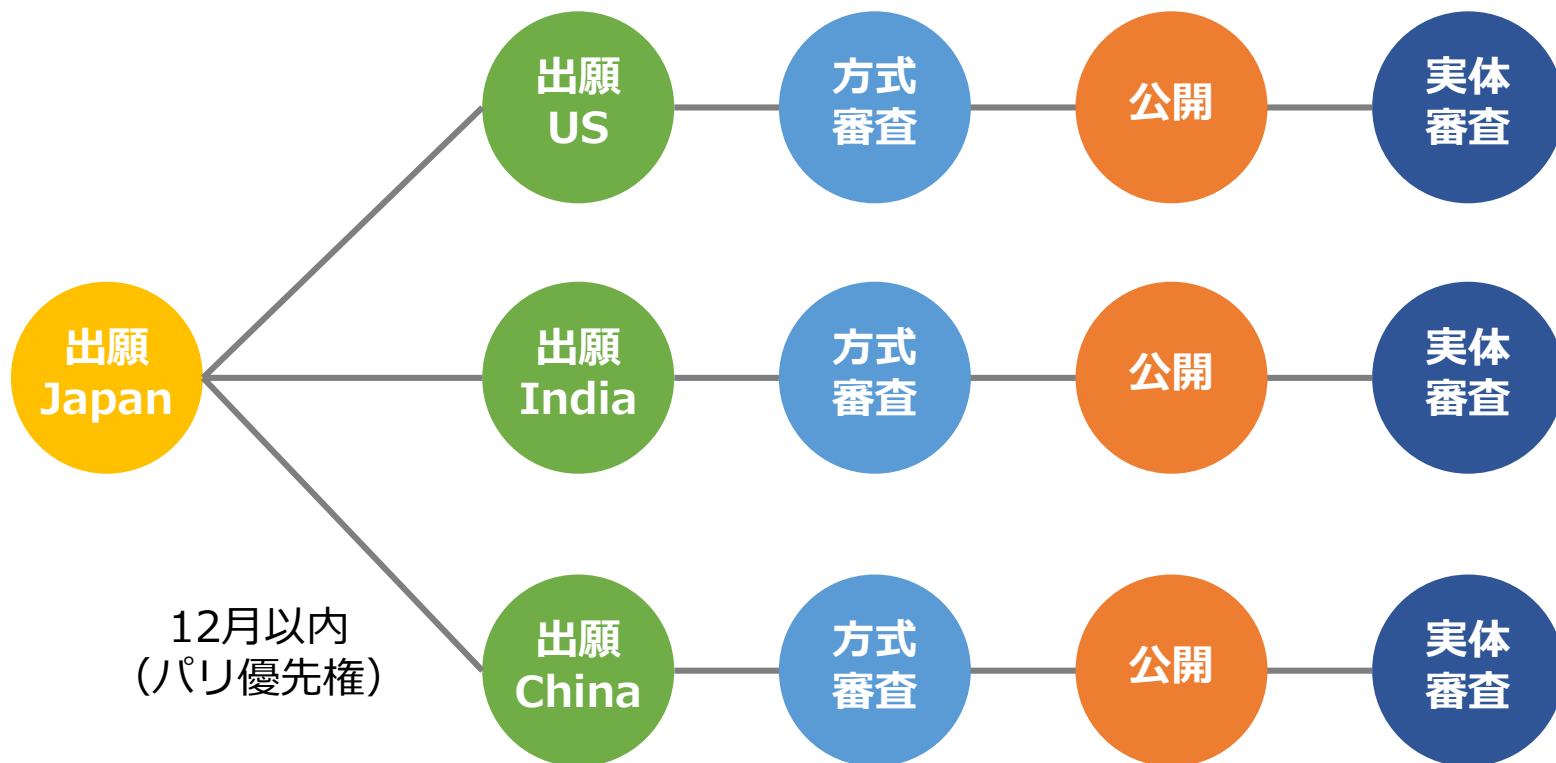 出願
US
方式
審査
公開
実体
審査
出願
Japan
出願
India
方式
審査
公開
実体
審査
12月以内
（パリ優先権）
出願
China
方式
審査
公開
実体
審査